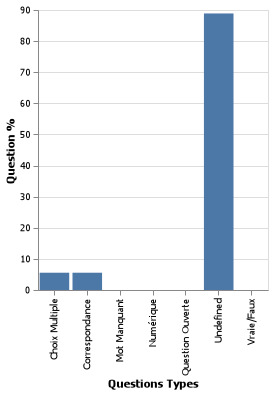 90
80
70
60
50
40
30
20
10
0
Question %
Choix Multiple
Correspondance
Mot Manquant
Numérique
Question Ouverte
Undefined
Vraie/Faux
Questions Types